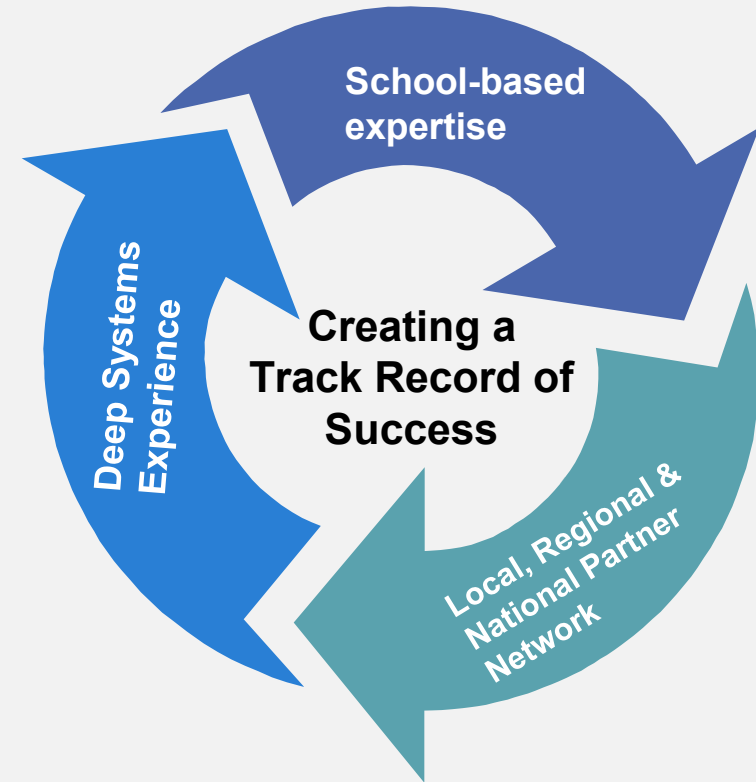 School-based
expertise
Creating a
Track Record of
Success
Local, Regional &
National Partner
Network
Deep Systems
Experience